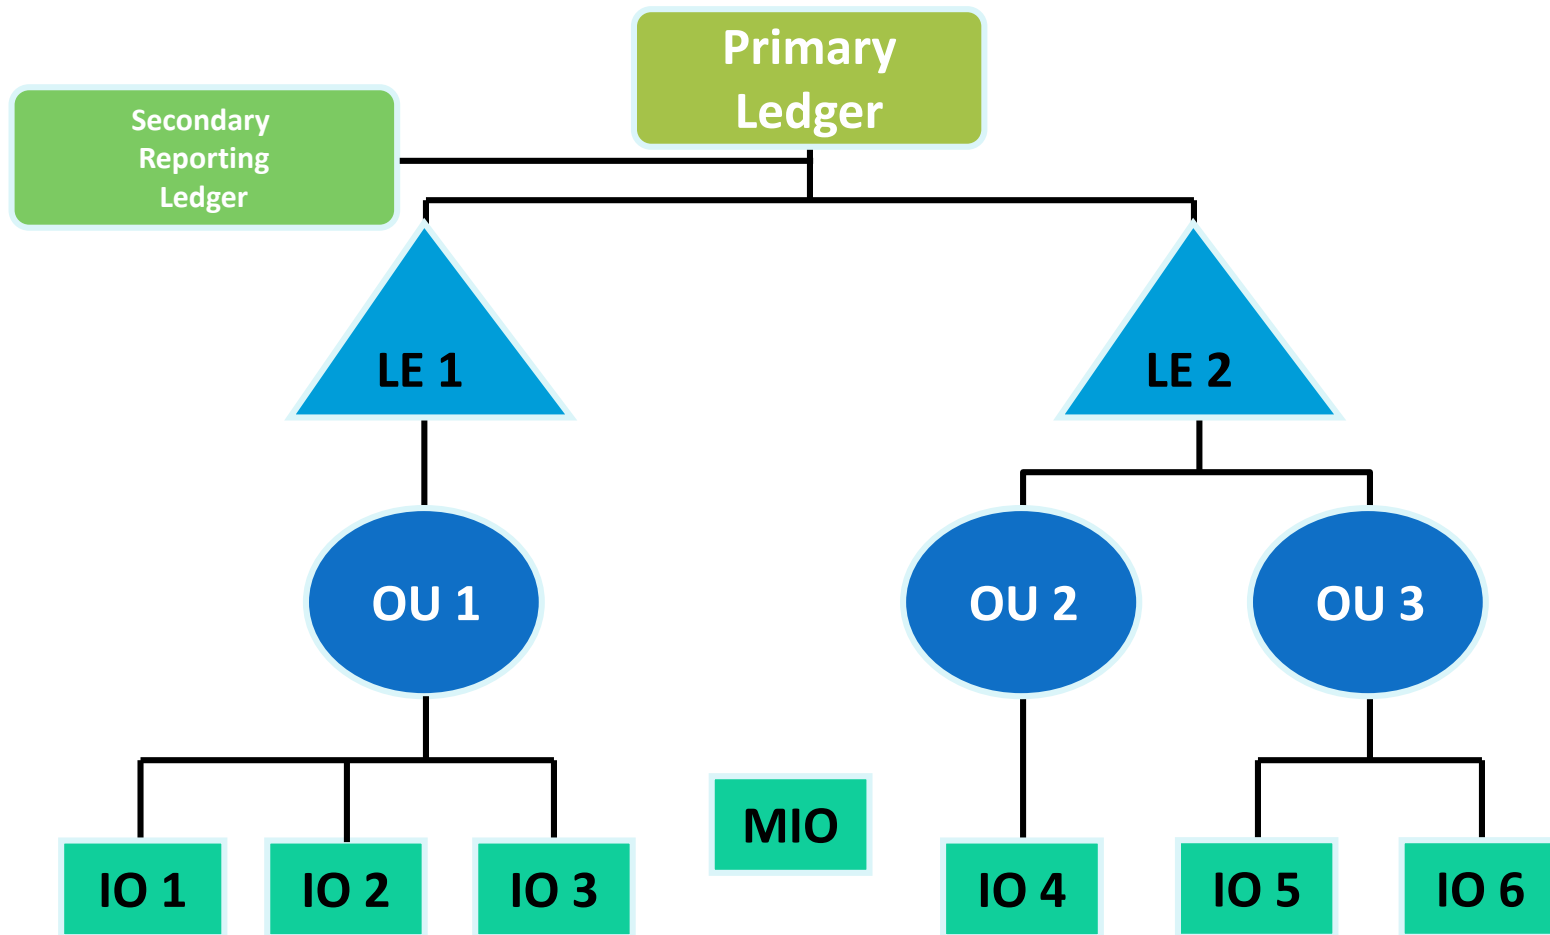 Primary
Ledger
Secondary
Reporting
Ledger
LE 1
LE 2
OU 1
OU 2
OU 3
MIO
IO 1
IO 2
IO 3
IO 4
IO 5
IO 6